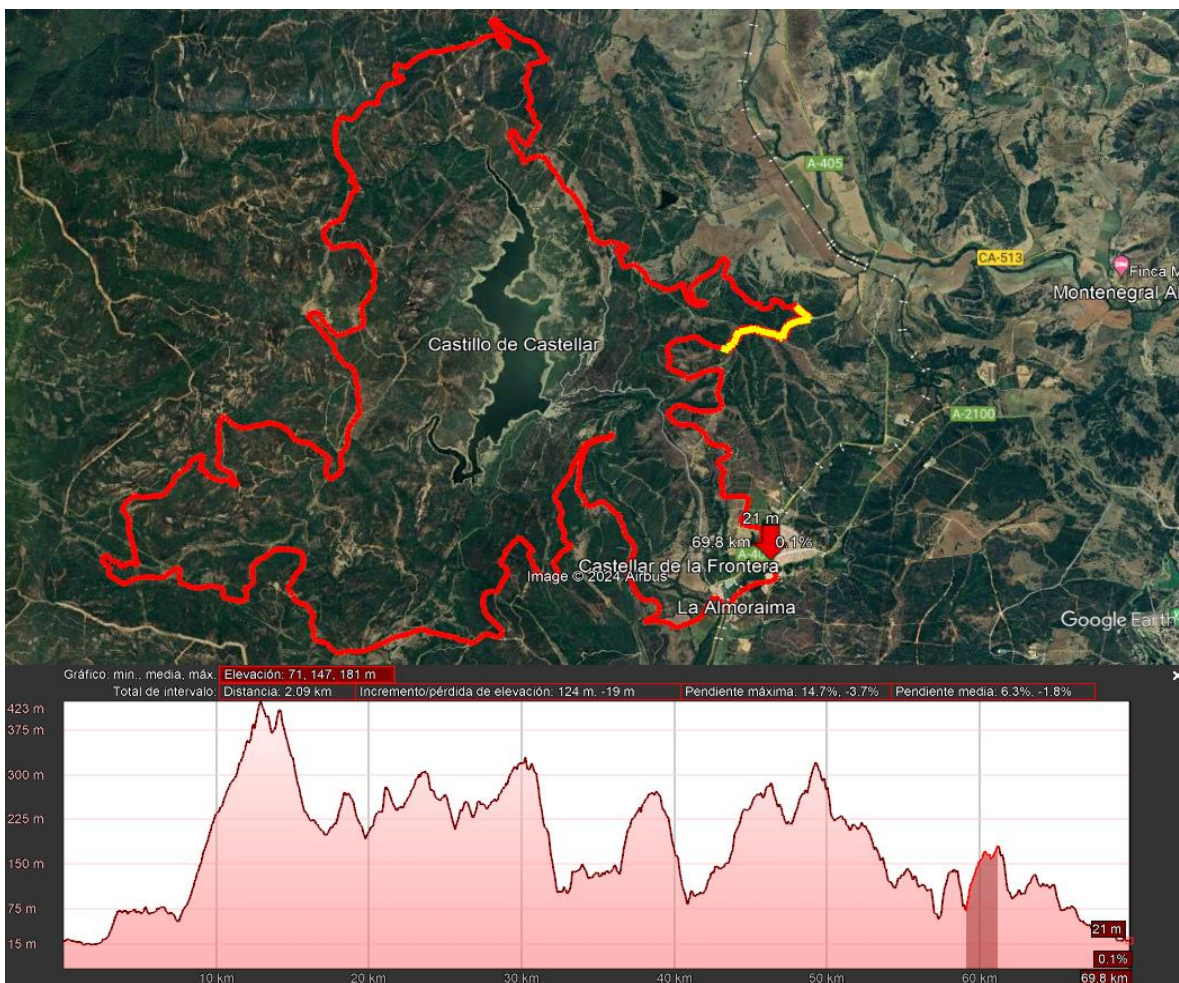 A-405
CA-513
Finca M
Montenegral Al
Castillo de Castellar
A-2100
21 m
69.8 km 0.1%
A-40
Castellar de la Frontera
Image © 2024 Airbus
La Almoraima
Google Earth
Gráfico: min., media, máx. Elevación: 71, 147, 181 m
Total de intervalo: Distancia: 2.09 km Incremento/pérdida de elevación: 124 m, -19 m Pendiente máxima: 14.7%, -3.7% Pendiente media: 6.3%, -1.8%
423 m
375 m
300 m
225 m
150 m
75 m
15 m
21 m
0.1%
10 km 20 km 30 km 40 km 50 km 60 km 69.8 km